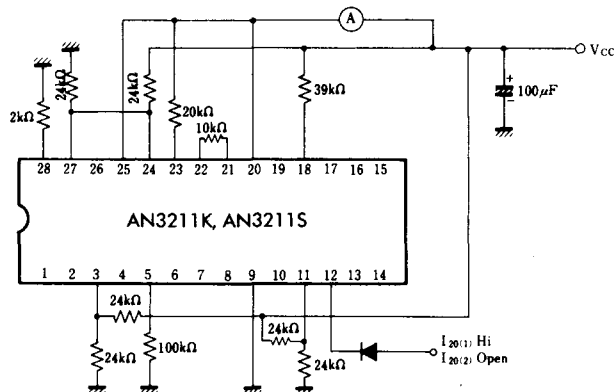 A
Vcc
24kΩ
24kΩ
39kΩ
+
100μF
−
2kΩ
20kΩ
10kΩ
28 27 26 25 24 23 22 21 20 19 18 17 16 15
AN3211K, AN3211S
1 2 3 4 5 6 7 8 9 10 11 12 13 14
24kΩ
24kΩ
I20(1) Hi
I20(2) Open
24kΩ
100kΩ
24kΩ